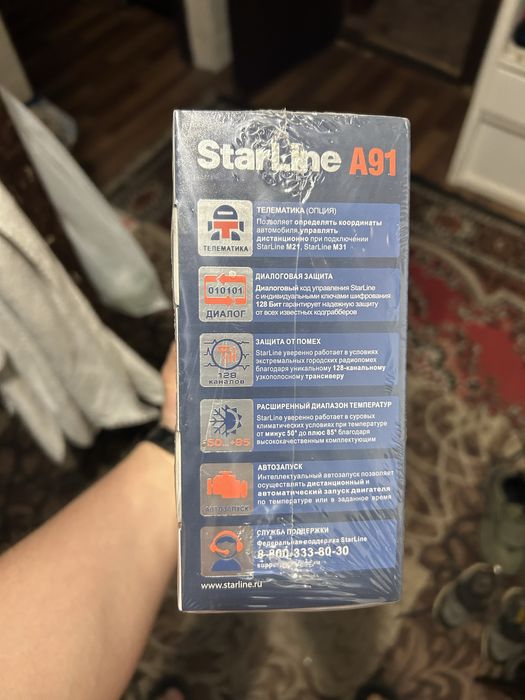 StarLine A91
ТЕЛЕМАТИКА (ОПЦИЯ)
Позволяет определять координаты
автомобиля, управлять
дистанционно при подключении
StarLine M21, StarLine M31
ТЕЛЕМАТИКА
ДИАЛОГОВАЯ ЗАЩИТА
Диалоговый код управления StarLine
с индивидуальными ключами шифрования
128 Бит гарантирует надежную защиту
от всех известных кодграбберов
010101
ДИАЛОГ
ЗАЩИТА ОТ ПОМЕХ
StarLine уверенно работает в условиях
экстремальных городских радиопомех
благодаря уникальному 128-канальному
узкополосному трансиверу
128
КАНАЛОВ
РАСШИРЕННЫЙ ДИАПАЗОН ТЕМПЕРАТУР
StarLine уверенно работает в суровых
климатических условиях при температуре
от минус 50° до плюс 85° благодаря
высококачественным комплектующим
-50...+85
АВТОЗАПУСК
Интеллектуальный автозапуск позволяет
осуществлять дистанционный и
автоматический запуск двигателя
по температуре или в заданное время
АВТОЗАПУСК
СЛУЖБА ПОДДЕРЖКИ
Федеральная поддержка StarLine
8-800-333-80-30
www.starline.ru